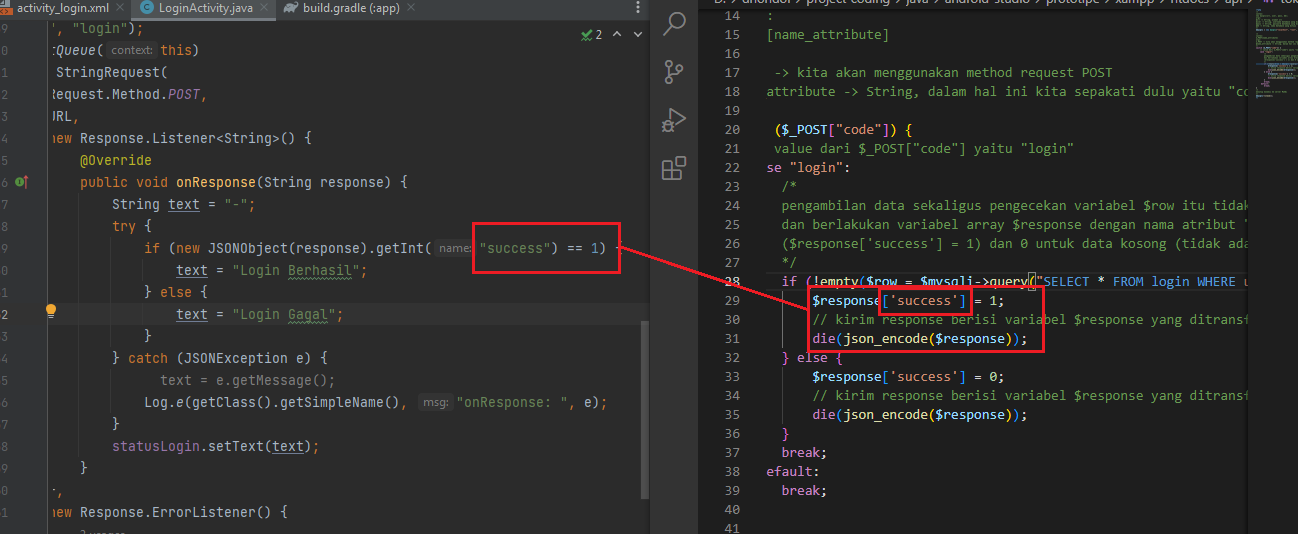 activity_login.xml
LoginActivity.java
build.gradle (:app)
', "login");
Queue( context: this)
StringRequest(
Request.Method.POST,
URL,
new Response.Listener<String>() {
@Override
public void onResponse(String response) {
String text = "-";
try {
if (new JSONObject(response).getInt( name: "success") == 1) {
text = "Login Berhasil";
} else {
text = "Login Gagal";
}
} catch (JSONException e) {
text = e.getMessage();
Log.e(getClass().getSimpleName(), msg: "onResponse: ", e);
}
statusLogin.setText(text);
}
,
new Response.ErrorListener() {
2
14 :
15 [name_attribute]
16
17 -> kita akan menggunakan method request POST
18 attribute -> String, dalam hal ini kita sepakati dulu yaitu "co
19
20 ($_POST["code"]) {
21 value dari $_POST["code"] yaitu "login"
22 se "login":
23 /*
24 pengambilan data sekaligus pengecekan variabel $row itu tidak
25 dan berlakukan variabel array $response dengan nama atribut '
26 ($response['success'] = 1) dan 0 untuk data kosong (tidak ada
27 */
28 if (!empty($row = $mysqli->query("SELECT * FROM login WHERE u
29 $response['success'] = 1;
30 // kirim response berisi variabel $response yang ditransf
31 die(json_encode($response));
32 } else {
33 $response['success'] = 0;
34 // kirim response berisi variabel $response yang ditransf
35 die(json_encode($response));
36 }
37 break;
38 efault:
39 break;
40
41